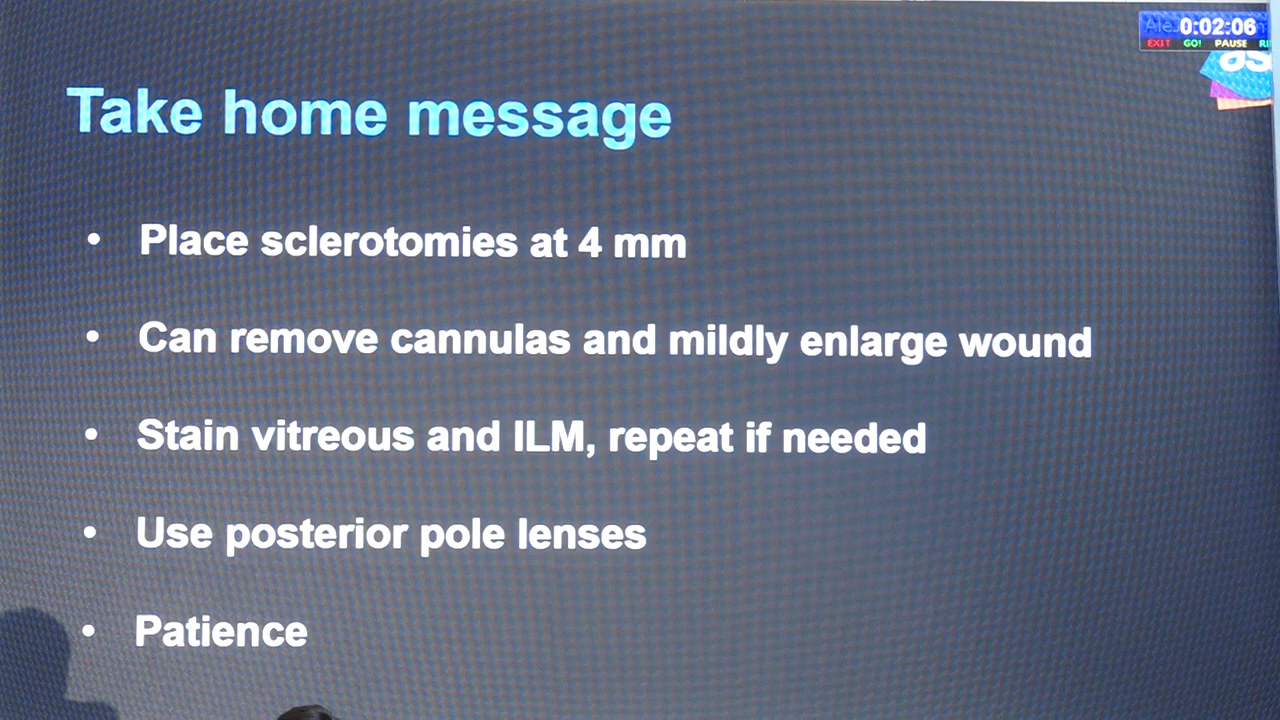 0:02:06
EXIT GO! PAUSE
as
Take home message
• Place sclerotomies at 4 mm
• Can remove cannulas and mildly enlarge wound
• Stain vitreous and ILM, repeat if needed
• Use posterior pole lenses
• Patience